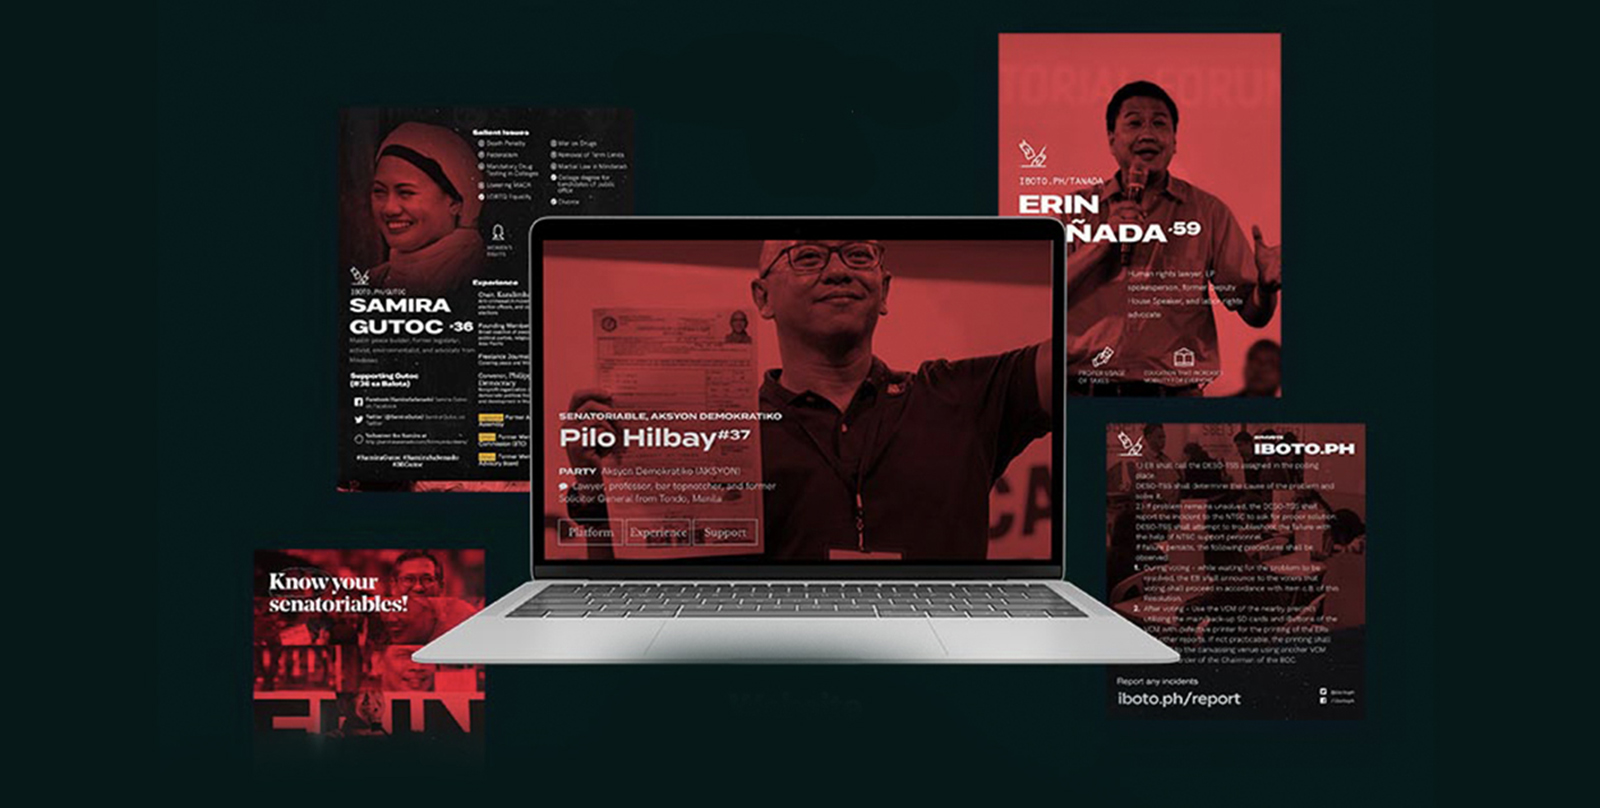 Salient Issues
Death Penalty
Federalism
Mandatory Drug
Testing in Colleges
Lowering MACR
LGBTQ Equality
War on Drugs
Removal of Term Limits
Martial Law in Mindanao
College degree for
candidates of public
office
Divorce
WOMEN'S
RIGHTS
IBOTO.PH/GUTOC
SAMIRA
GUTOC #36
Muslim peace builder, former legislator,
activist, environmentalist, and advocate from
Mindanao
Supporting Gutoc
(#36 sa Balota)
#SamiraGutoc #SamiraSaSenado
#36Gutoc
Experience
Founding Member
Freelance Journal
Democracy
Know your
senatoriables!
ERIN
SENATORIABLE, AKSYON DEMOKRATIKO
Pilo Hilbay#37
PARTY Aksyon Demokratiko (AKSYON)
Lawyer, professor, bar topnotcher, and former
Solicitor General from Tondo, Manila
Platform
Experience
Support
TORIAL FORUM
IBOTO.PH/TANADA
ERIN
ÑADA-59
Human rights lawyer, LP
spokesperson, former Deputy
House Speaker, and labor rights
advocate
PROPER USAGE
OF TAXES
EDUCATION THAT INCREASES
MOBILITY FOR EVERYONE
IBOTO.PH
1) EB shall call the DESO-TSS assigned in the polling
place.
DESO-TSS shall determine the cause of the problem and
solve it.
2) If problem remains unsolved, the DESO-TSS shall
report the incident to the NTSC to ask for proper solution.
DESO-TSS shall attempt to troubleshoot the failure with
the help of NTSC support personnel.
If failure persists, the following procedures shall be
observed:
1. During voting - while waiting for the problem to be
resolved, the EB shall announce to the voters that
voting shall proceed in accordance with item c.8 of this
Resolution.
2. After voting - Use the VCM of the nearby precinct
utilizing the main/back-up SD cards and iButtons of the
VCM with defective printer for the printing of the ERs
other reports. If not practicable, the printing shall
to the canvassing venue using another VCM
order of the Chairman of the BOC.
Report any incidents
iboto.ph/report